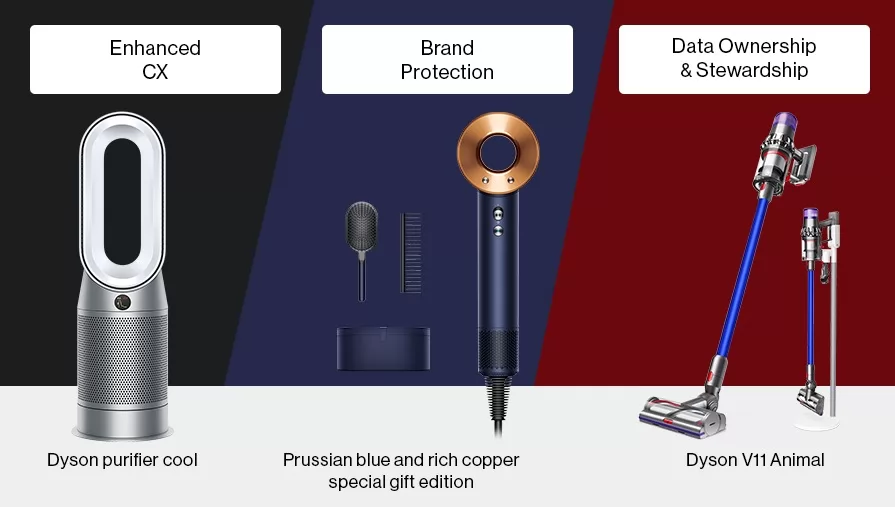 Enhanced
CX
Brand
Protection
Data Ownership
& Stewardship
Dyson purifier cool
Prussian blue and rich copper
special gift edition
Dyson V11 Animal